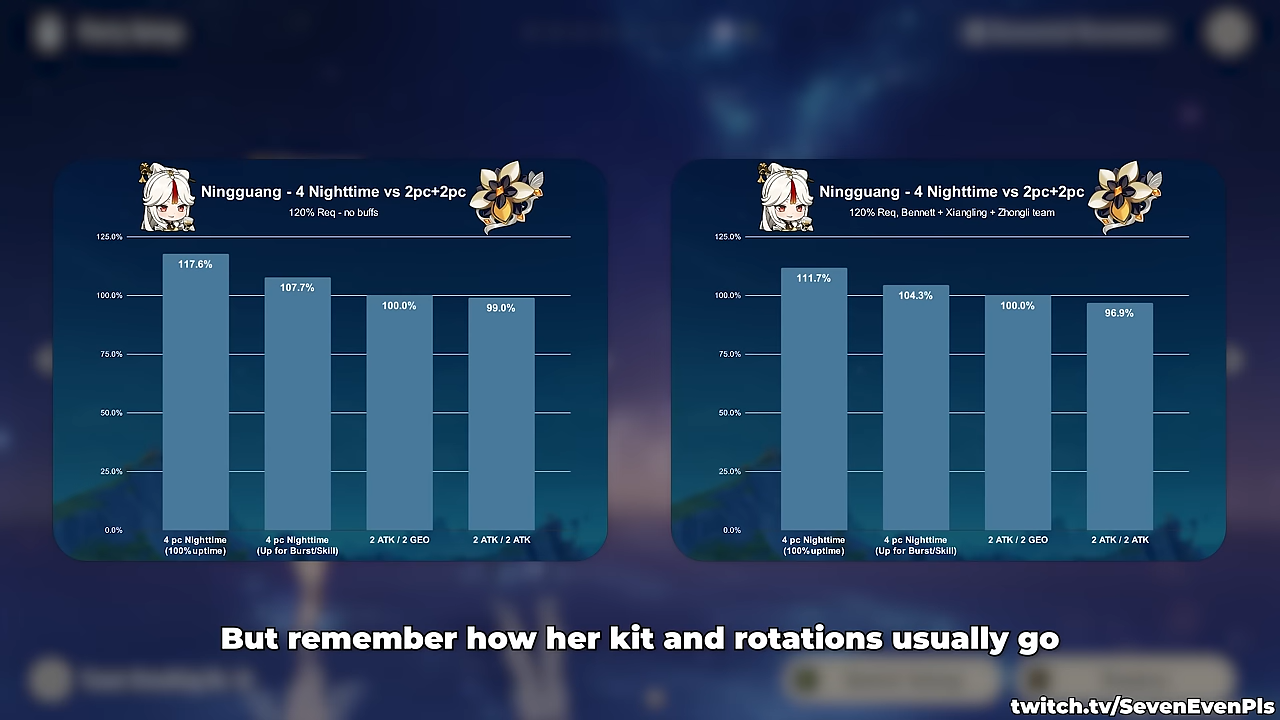 Ningguang - 4 Nighttime vs 2pc+2pc
120% Req - no buffs
125.0%
100.0%
75.0%
50.0%
25.0%
0.0%
117.6%
107.7%
100.0%
99.0%
4 pc Nighttime
(100% uptime)
4 pc Nighttime
(Up for Burst/Skill)
2 ATK / 2 GEO
2 ATK / 2 ATK
Ningguang - 4 Nighttime vs 2pc+2pc
120% Req, Bennett + Xiangling + Zhongli team
125.0%
100.0%
75.0%
50.0%
25.0%
0.0%
111.7%
104.3%
100.0%
96.9%
4 pc Nighttime
(100% uptime)
4 pc Nighttime
(Up for Burst/Skill)
2 ATK / 2 GEO
2 ATK / 2 ATK
But remember how her kit and rotations usually go
twitch.tv/SevenEvenPls